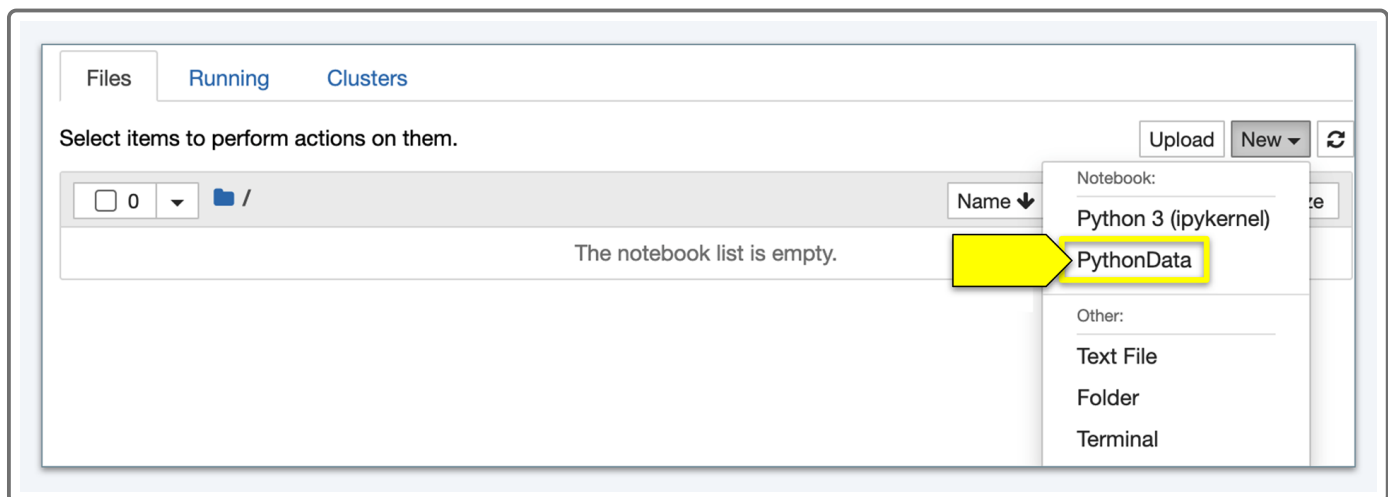 Files Running Clusters
Select items to perform actions on them.
Upload New
0 / Name
Notebook:
Python 3 (ipykernel)
The notebook list is empty.
PythonData
Other:
Text File
Folder
Terminal